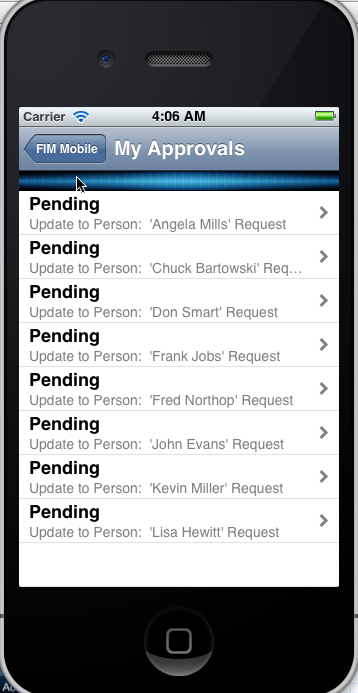 Carrier 4:06 AM
FIM Mobile My Approvals
Pending
Update to Person: 'Angela Mills' Request
Pending
Update to Person: 'Chuck Bartowski' Req...
Pending
Update to Person: 'Don Smart' Request
Pending
Update to Person: 'Frank Jobs' Request
Pending
Update to Person: 'Fred Northop' Request
Pending
Update to Person: 'John Evans' Request
Pending
Update to Person: 'Kevin Miller' Request
Pending
Update to Person: 'Lisa Hewitt' Request